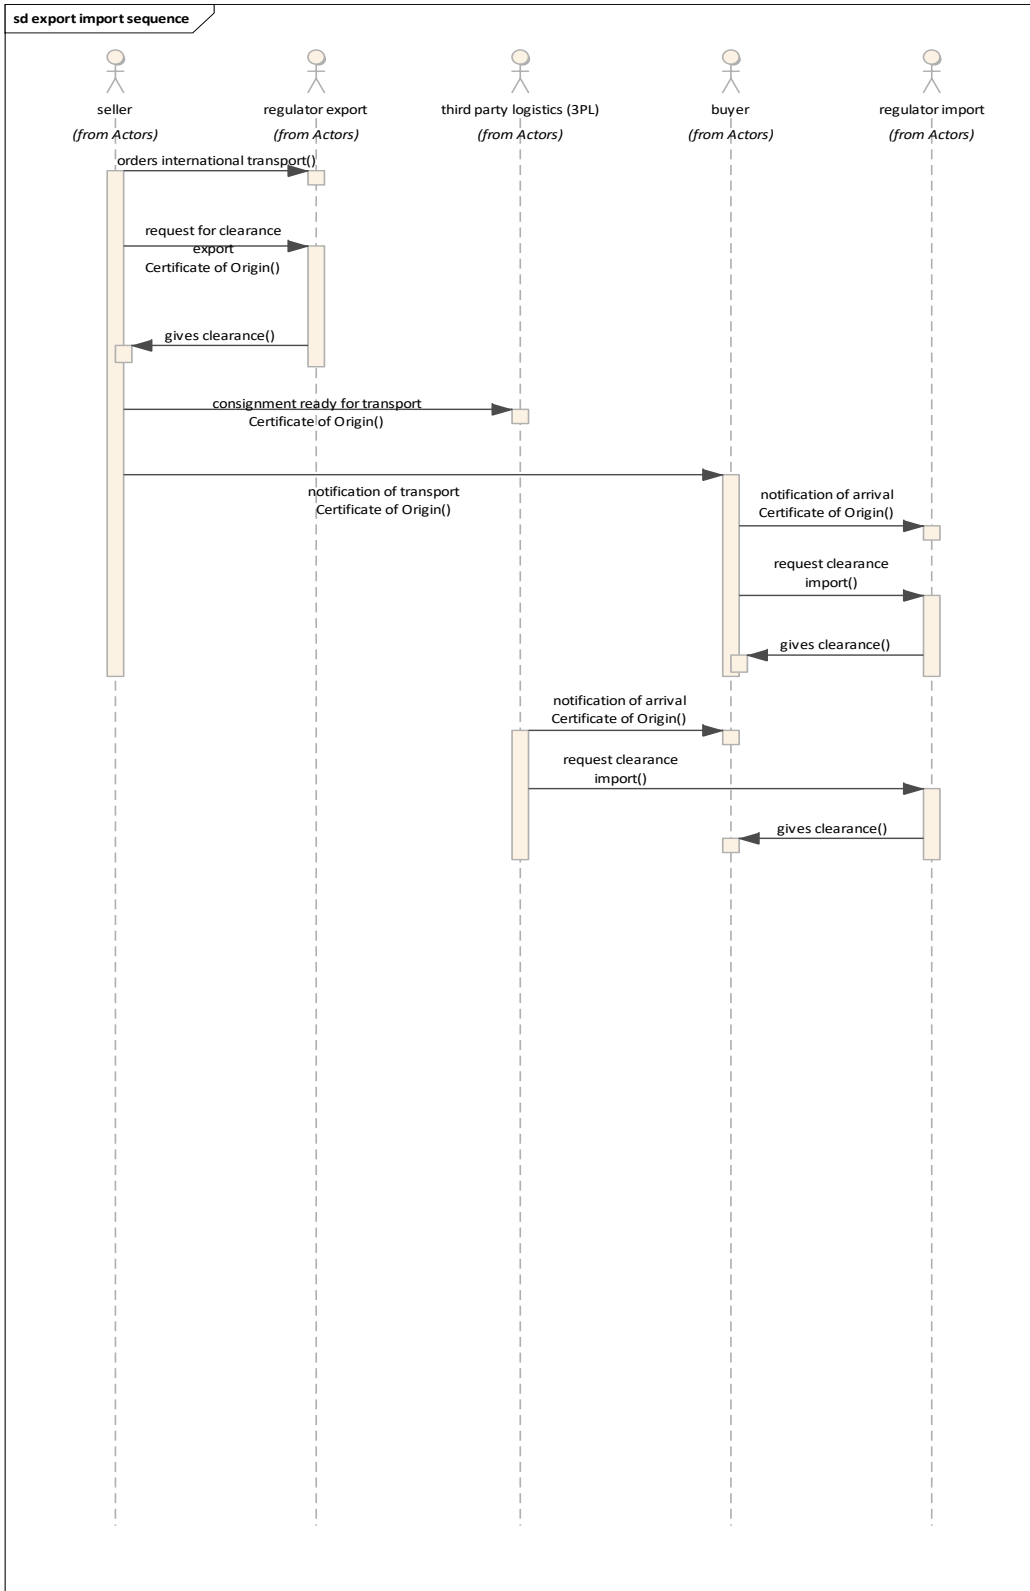 sd export import sequence
seller
regulator export
third party logistics (3PL)
buyer
regulator import
(from Actors)
(from Actors)
(from Actors)
(from Actors)
(from Actors)
orders international transport()
request for clearance
export
Certificate of Origin()
gives clearance()
consignment ready for transport
Certificate of Origin()
notification of transport
Certificate of Origin()
notification of arrival
Certificate of Origin()
request clearance
import()
gives clearance()
notification of arrival
Certificate of Origin()
request clearance
import()
gives clearance()